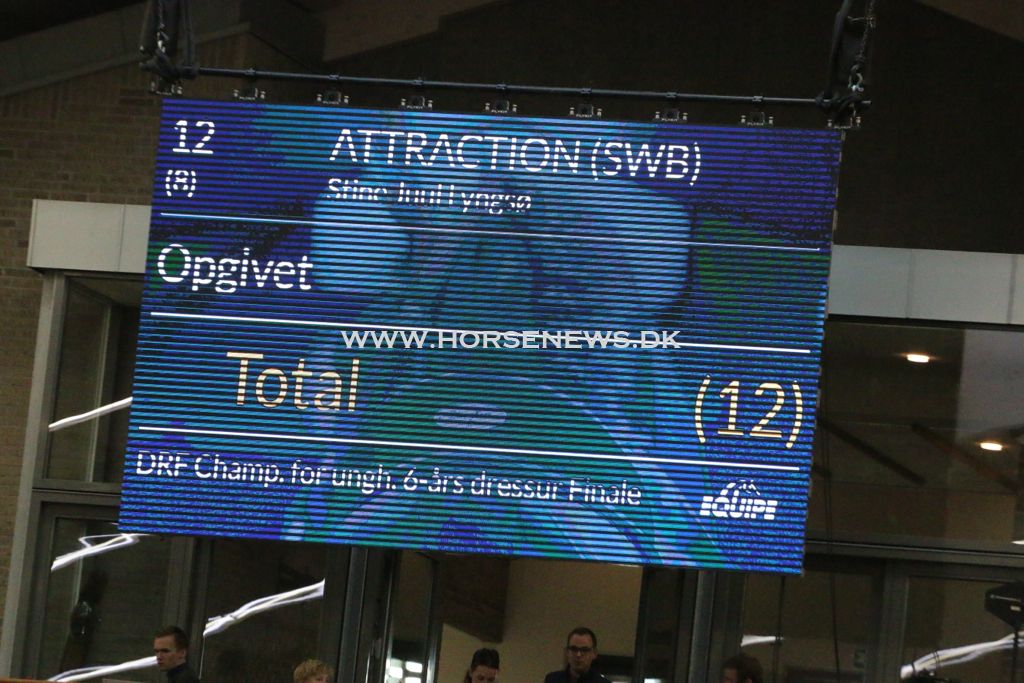 12
ATTRACTION (SWB)
(8)
Stine Juul Lyngsø
Opgivet
WWW.HORSENEWS.DK
Total
(12)
DRF Champ. for ungh. 6-års dressur Finale
EQUIPE